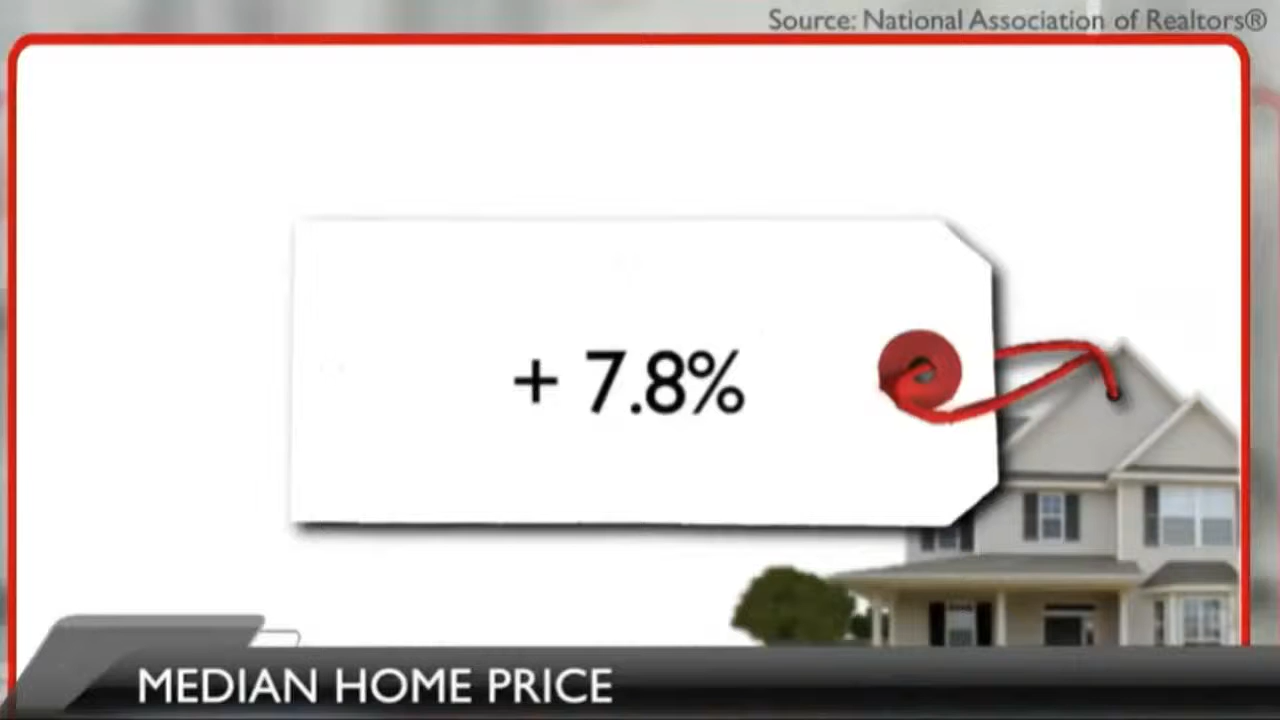 Source: National Association of Realtors®
+ 7.8%
MEDIAN HOME PRICE